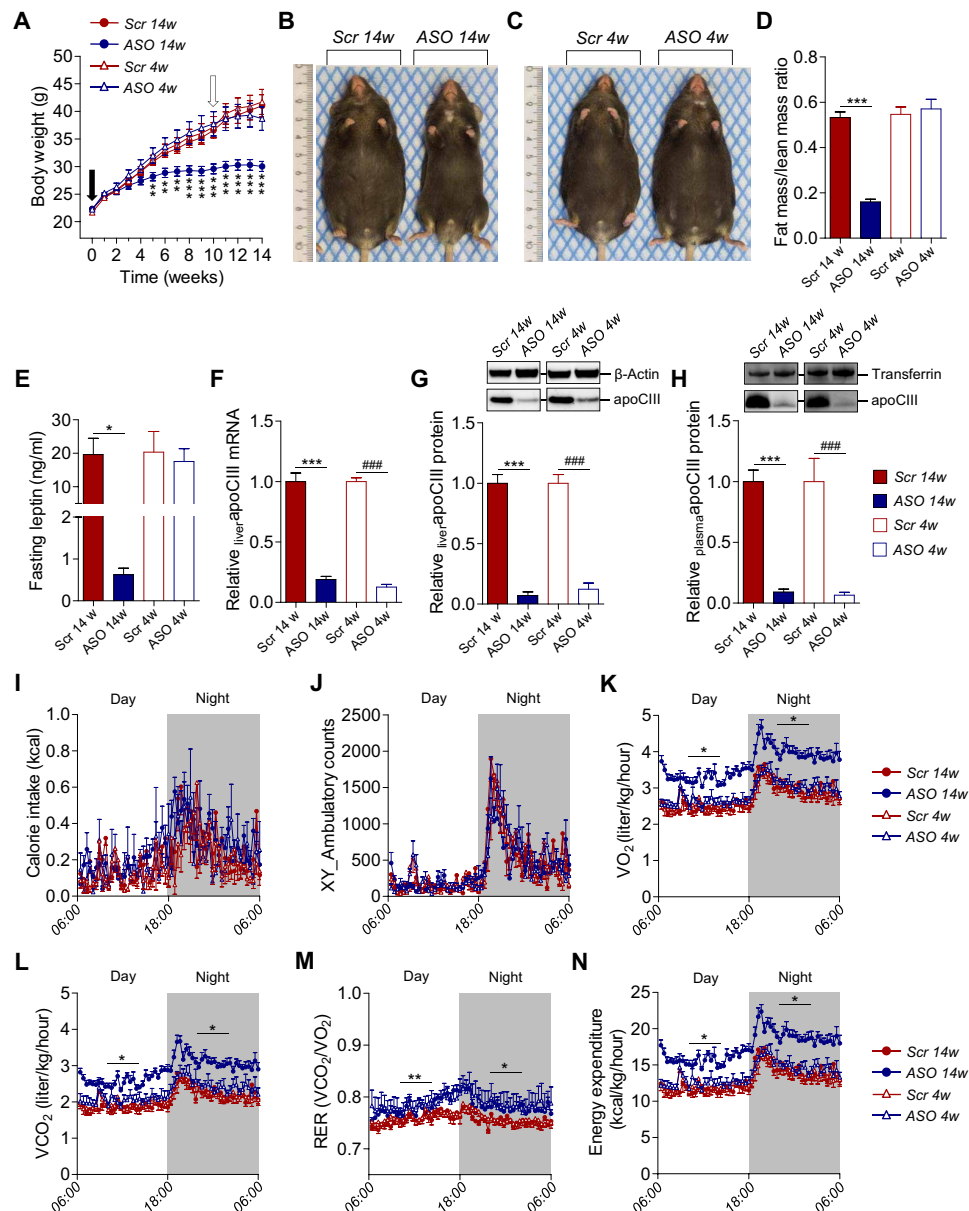 A
Scr 14w
ASO 14w
Scr 4w
ASO 4w
Body weight (g)
50
45
40
35
30
25
20
***
**
**
***
***
***
****
****
****
****
0 2 4 6 8 10 12 14
Time (weeks)
B
Scr 14w ASO 14w
C
Scr 4w ASO 4w
D
Fat mass/lean mass ratio
0.8
0.6
0.4
0.2
0.0
***
Scr 14 w
ASO 14w
Scr 4w
ASO 4w
E
Fasting leptin (ng/ml)
30
20
10
1
0
*
Scr 14 w
ASO 14w
Scr 4w
ASO 4w
F
Relative liverapoCIII mRNA
1.5
1.0
0.5
0.0
***
###
Scr 14 w
ASO 14w
Scr 4w
ASO 4w
G
Scr 14w
ASO 14w
Scr 4w
ASO 4w
β-Actin
apoCIII
Relative liverapoCIII protein
1.5
1.0
0.5
0.0
***
###
Scr 14 w
ASO 14w
Scr 4w
ASO 4w
H
Scr 14w
ASO 14w
Scr 4w
ASO 4w
Transferrin
apoCIII
Relative plasmaapoCIII protein
1.5
1.0
0.5
0.0
***
###
Scr 14 w
ASO 14w
Scr 4w
ASO 4w
Scr 14w
ASO 14w
Scr 4w
ASO 4w
I
Day Night
Calorie intake (kcal)
1.0
0.8
0.6
0.4
0.2
0.0
06:00 18:00 06:00
J
Day Night
XY_Ambulatory counts
2500
2000
1500
1000
500
0
06:00 18:00 06:00
K
Day Night
VO2 (liter/kg/hour)
5
4
3
2
1
0
*
*
06:00 18:00 06:00
Scr 14w
ASO 14w
Scr 4w
ASO 4w
L
Day Night
VCO2 (liter/kg/hour)
5
4
3
2
1
0
*
*
06:00 18:00 06:00
M
Day Night
RER (VCO2/VO2)
1.0
0.9
0.8
0.7
**
*
06:00 18:00 06:00
N
Day Night
Energy expenditure
(kcal/kg/hour)
25
20
15
10
5
0
*
*
06:00 18:00 06:00
Scr 14w
ASO 14w
Scr 4w
ASO 4w